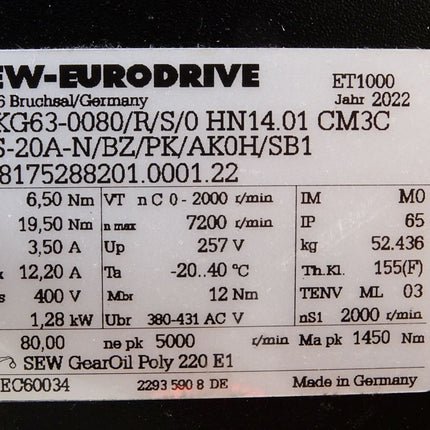 EW-EURODRIVE ET1000
6 Bruchsal/Germany Jahr 2022
KG63-0080/R/S/0 HN14.01 CM3C
S-20A-N/BZ/PK/AK0H/SB1
8175288201.0001.22
6,50 Nm VT n C 0-2000 r/min IM M0
19,50 Nm n max 7200 r/min IP 65
3,50 A Up 257 V kg 52.436
x 12,20 A Ta -20..40 °C Th.Kl. 155(F)
s 400 V Mbr 12 Nm TENV ML 03
1,28 kW Ubr 380-431 AC V nS1 2000 r/min
80,00 ne pk 5000 r/min Ma pk 1450 Nm
SEW GearOil Poly 220 E1
EC60034 2293 590 8 DE Made in Germany